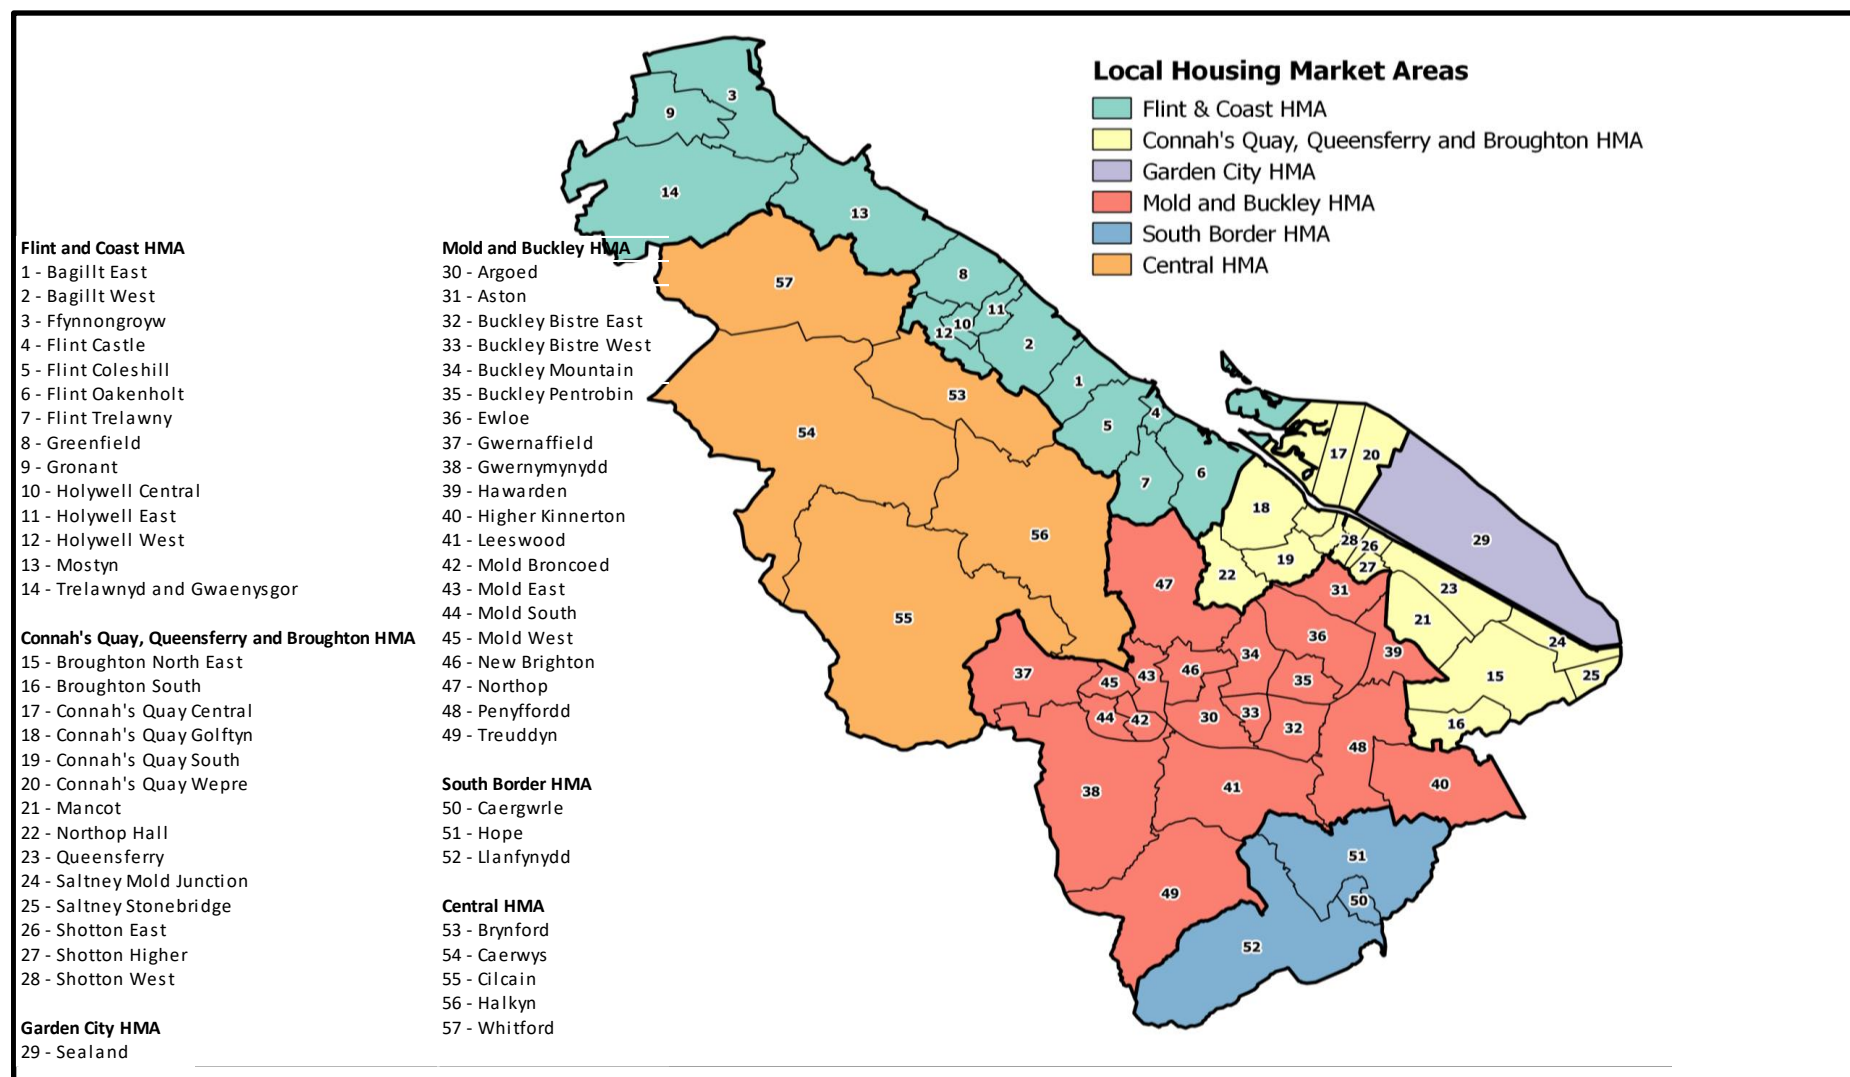 Local Housing Market Areas
Flint & Coast HMA
Connah's Quay, Queensferry and Broughton HMA
Garden City HMA
Mold and Buckley HMA
South Border HMA
Central HMA
Flint and Coast HMA
1 - Bagillt East
2 - Bagillt West
3 - Ffynnongroyw
4 - Flint Castle
5 - Flint Coleshill
6 - Flint Oakenholt
7 - Flint Trelawny
8 - Greenfield
9 - Gronant
10 - Holywell Central
11 - Holywell East
12 - Holywell West
13 - Mostyn
14 - Trelawnyd and Gwaenysgor
Connah's Quay, Queensferry and Broughton HMA
15 - Broughton North East
16 - Broughton South
17 - Connah's Quay Central
18 - Connah's Quay Golftyn
19 - Connah's Quay South
20 - Connah's Quay Wepre
21 - Mancot
22 - Northop Hall
23 - Queensferry
24 - Saltney Mold Junction
25 - Saltney Stonebridge
26 - Shotton East
27 - Shotton Higher
28 - Shotton West
Garden City HMA
29 - Sealand
Mold and Buckley HMA
30 - Argoed
31 - Aston
32 - Buckley Bistre East
33 - Buckley Bistre West
34 - Buckley Mountain
35 - Buckley Pentrobin
36 - Ewloe
37 - Gwernaffield
38 - Gwernymynydd
39 - Hawarden
40 - Higher Kinnerton
41 - Leeswood
42 - Mold Broncoed
43 - Mold East
44 - Mold South
45 - Mold West
46 - New Brighton
47 - Northop
48 - Penyffordd
49 - Treuddyn
South Border HMA
50 - Caergwrle
51 - Hope
52 - Llanfynydd
Central HMA
53 - Brynford
54 - Caerwys
55 - Cilcain
56 - Halkyn
57 - Whitford
3
9
14
13
57
8
11
10
12
2
1
53
4
5
54
6
7
17
20
18
56
29
28
26
19
27
22
47
31
23
55
21
36
24
34
39
37
46
43
45
35
15
25
44
42
30
33
32
16
48
38
41
40
51
49
50
52